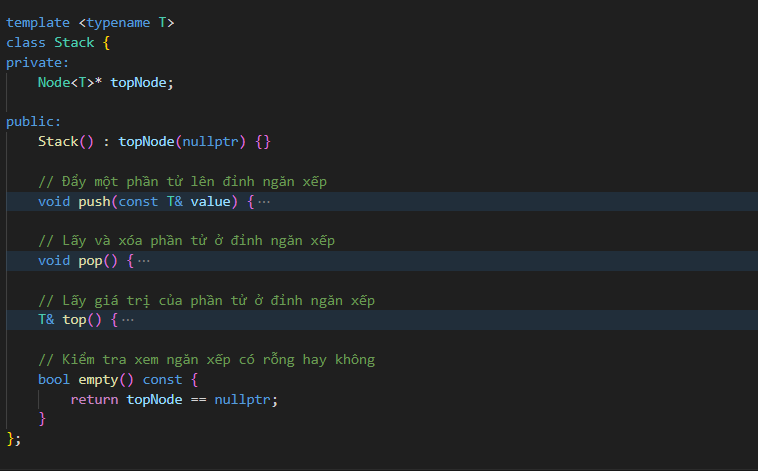 template <typename T>
class Stack {
private:
    Node<T>* topNode;
public:
    Stack() : topNode(nullptr) {}
    // Đẩy một phần tử lên đỉnh ngăn xếp
    void push(const T& value) { ···
    // Lấy và xóa phần tử ở đỉnh ngăn xếp
    void pop() { ···
    // Lấy giá trị của phần tử ở đỉnh ngăn xếp
    T& top() { ···
    // Kiểm tra xem ngăn xếp có rỗng hay không
    bool empty() const {
        return topNode == nullptr;
    }
};